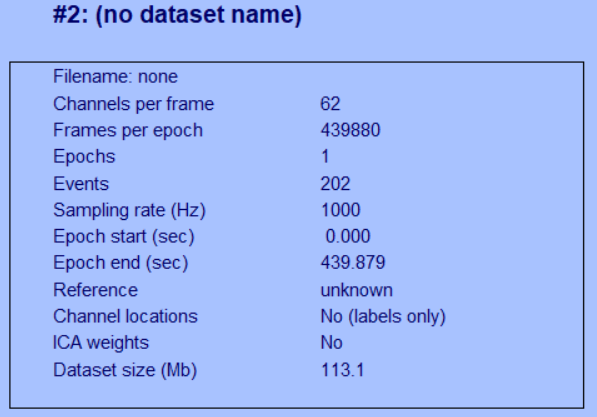 #2: (no dataset name)
Filename: none
Channels per frame 62
Frames per epoch 439880
Epochs 1
Events 202
Sampling rate (Hz) 1000
Epoch start (sec) 0.000
Epoch end (sec) 439.879
Reference unknown
Channel locations No (labels only)
ICA weights No
Dataset size (Mb) 113.1